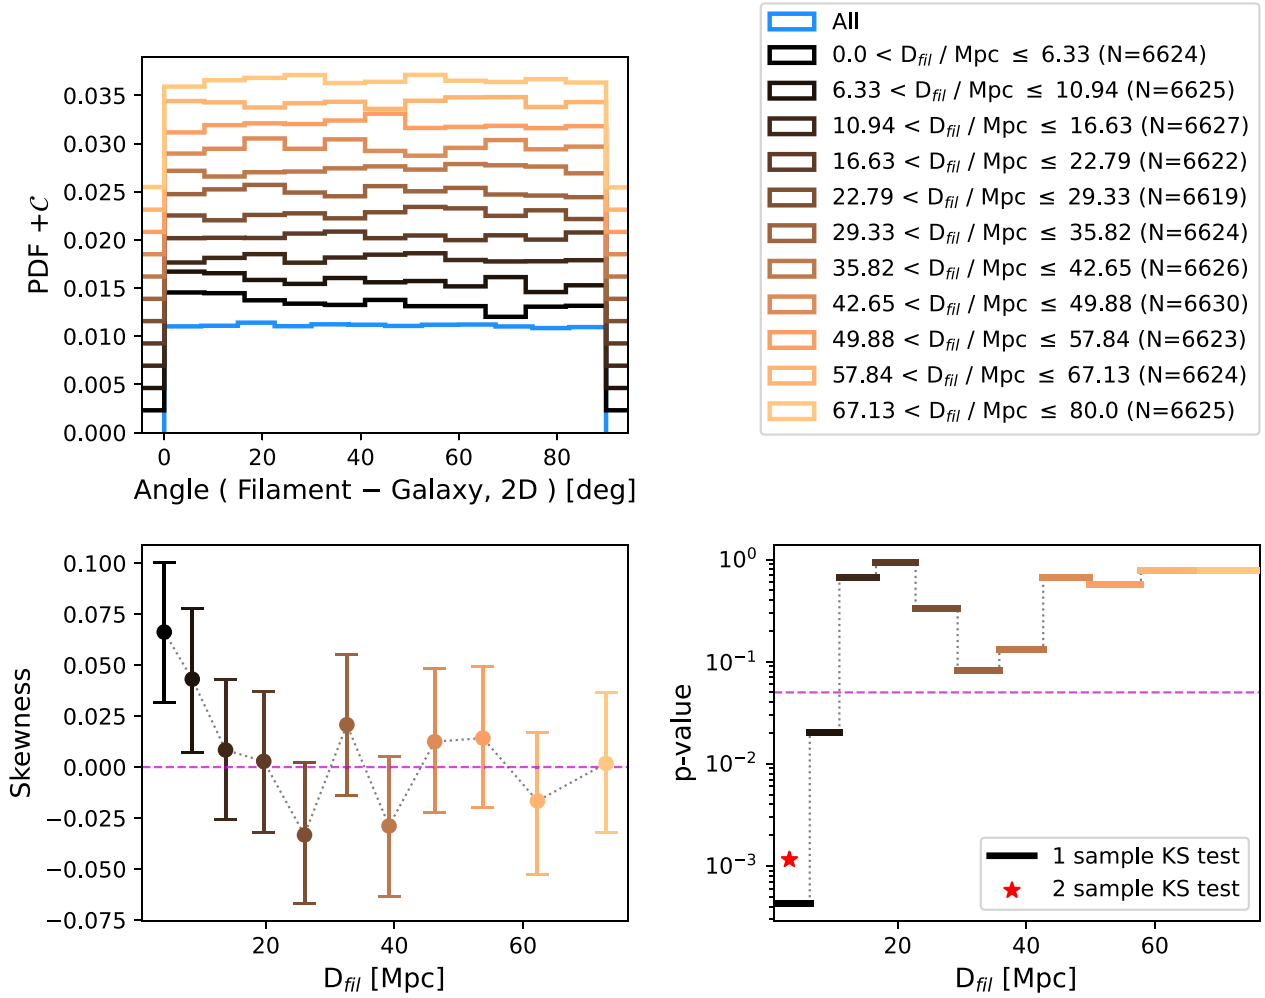 All
0.0 < D_fil / Mpc ≤ 6.33 (N=6624)
6.33 < D_fil / Mpc ≤ 10.94 (N=6625)
10.94 < D_fil / Mpc ≤ 16.63 (N=6627)
16.63 < D_fil / Mpc ≤ 22.79 (N=6622)
22.79 < D_fil / Mpc ≤ 29.33 (N=6619)
29.33 < D_fil / Mpc ≤ 35.82 (N=6624)
35.82 < D_fil / Mpc ≤ 42.65 (N=6626)
42.65 < D_fil / Mpc ≤ 49.88 (N=6630)
49.88 < D_fil / Mpc ≤ 57.84 (N=6623)
57.84 < D_fil / Mpc ≤ 67.13 (N=6624)
67.13 < D_fil / Mpc ≤ 80.0 (N=6625)
PDF +C
0.035
0.030
0.025
0.020
0.015
0.010
0.005
0.000
0 20 40 60 80
Angle ( Filament − Galaxy, 2D ) [deg]
Skewness
0.100
0.075
0.050
0.025
0.000
−0.025
−0.050
−0.075
20 40 60
D_fil [Mpc]
p-value
10^0
10^−1
10^−2
10^−3
1 sample KS test
2 sample KS test
20 40 60
D_fil [Mpc]